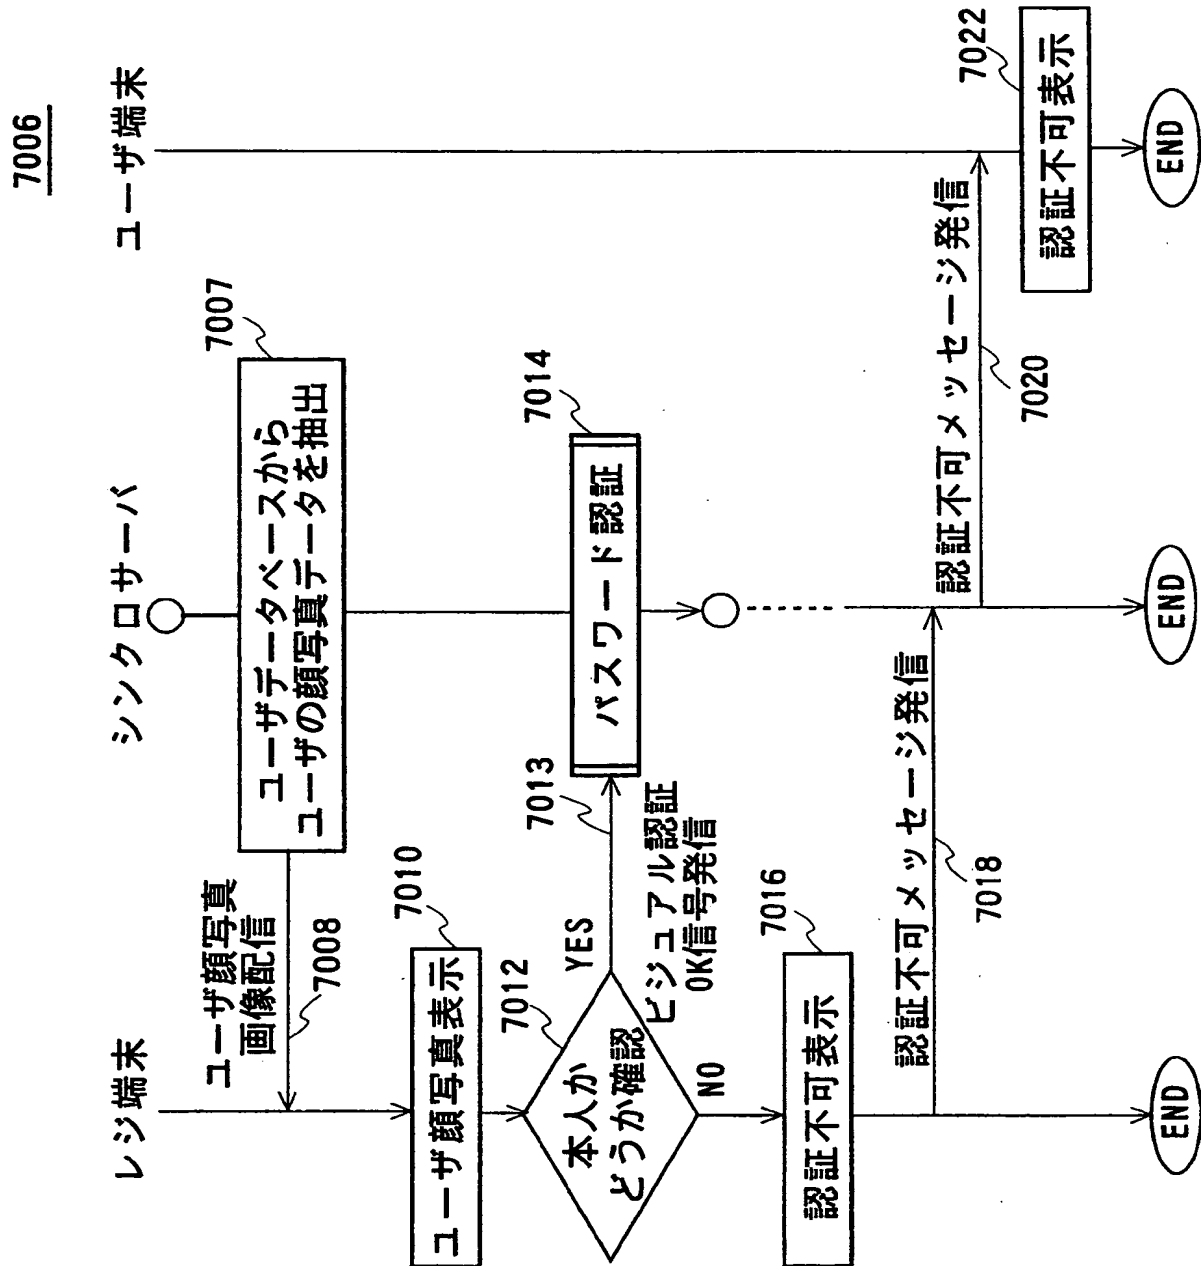 7006
レジ端末
シンクロサーバ
ユーザ端末
7007
ユーザデータベースから
ユーザの顔写真データを抽出
ユーザ顔写真
画像配信
7008
7010
ユーザ顔写真表示
7012
本人か
どうか確認
YES
7013
ビジュアル認証
OK信号発信
7014
パスワード認証
NO
7016
認証不可表示
認証不可メッセージ発信
7018
認証不可メッセージ発信
7020
7022
認証不可表示
END
END
END